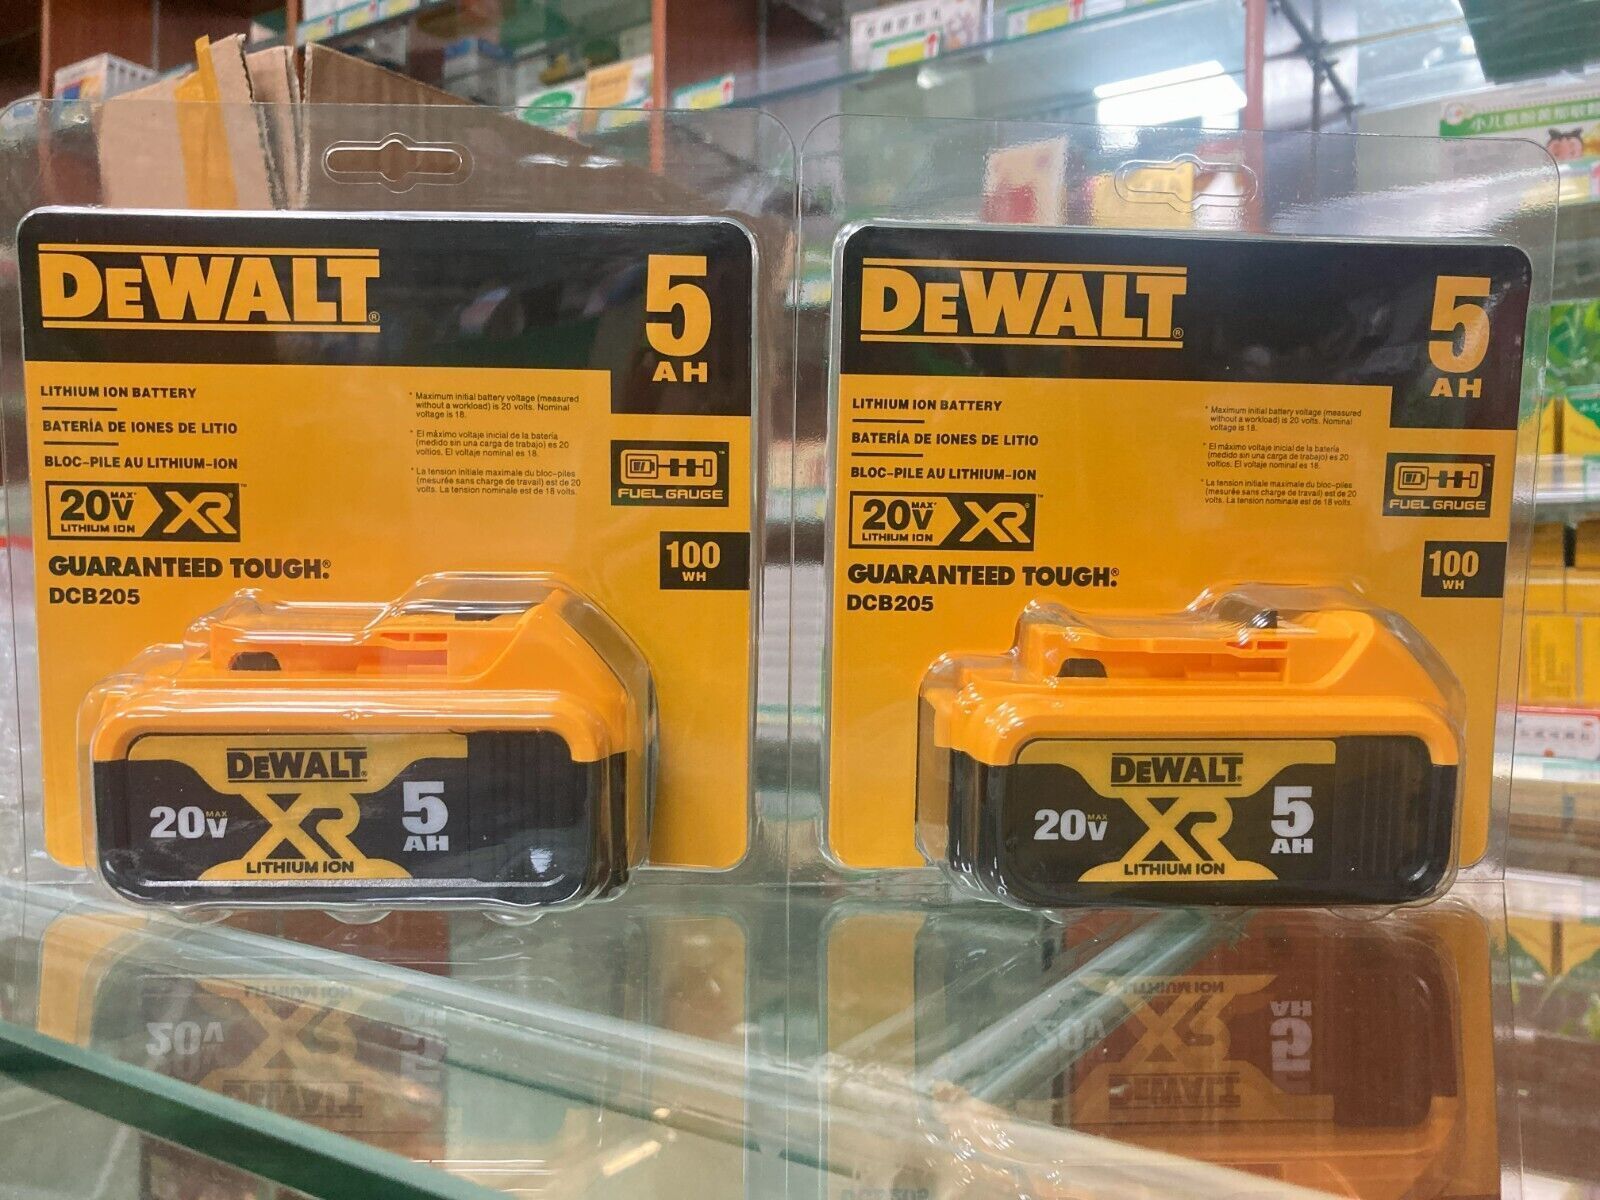 DEWALT®
5
AH
LITHIUM ION BATTERY
BATERÍA DE IONES DE LITIO
BLOC-PILE AU LITHIUM-ION
* Maximum initial battery voltage (measured
without a workload) is 20 volts. Nominal
voltage is 18.
* El máximo voltaje inicial de la batería
(medido sin una carga de trabajo) es 20
voltios. El voltaje nominal es 18.
* La tension initiale maximale du bloc-piles
(mesurée sans charge de travail) est de 20
volts. La tension nominale est de 18 volts.
FUEL GAUGE™
20V MAX* XR®™
LITHIUM ION
100
WH
GUARANTEED TOUGH®.
DCB205
DEWALT®
20V MAX XR 5
AH
LITHIUM ION
DEWALT®
5
AH
LITHIUM ION BATTERY
BATERÍA DE IONES DE LITIO
BLOC-PILE AU LITHIUM-ION
* Maximum initial battery voltage (measured
without a workload) is 20 volts. Nominal
voltage is 18.
* El máximo voltaje inicial de la batería
(medido sin una carga de trabajo) es 20
voltios. El voltaje nominal es 18.
* La tension initiale maximale du bloc-piles
(mesurée sans charge de travail) est de 20
volts. La tension nominale est de 18 volts.
FUEL GAUGE™
20V MAX* XR®™
LITHIUM ION
100
WH
GUARANTEED TOUGH®.
DCB205
DEWALT®
20V MAX XR 5
AH
LITHIUM ION